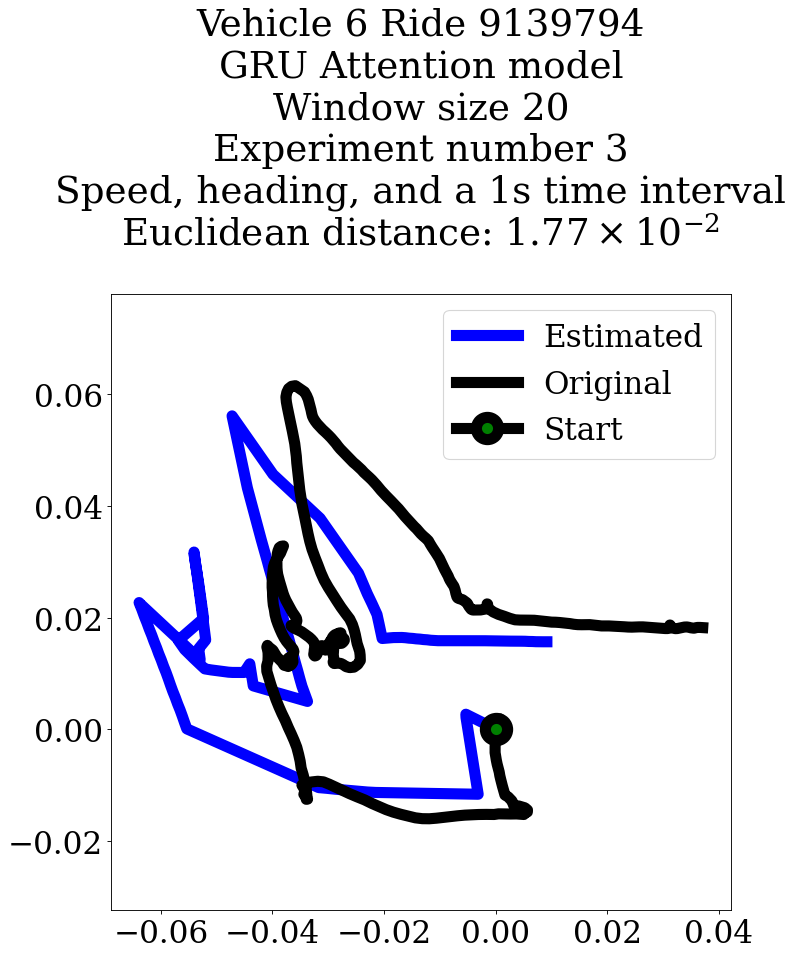 Vehicle 6 Ride 9139794
GRU Attention model
Window size 20
Experiment number 3
Speed, heading, and a 1s time interval
Euclidean distance: 1.77 × 10⁻²
Estimated
Original
Start
0.06
0.04
0.02
0.00
−0.02
−0.06 −0.04 −0.02 0.00 0.02 0.04